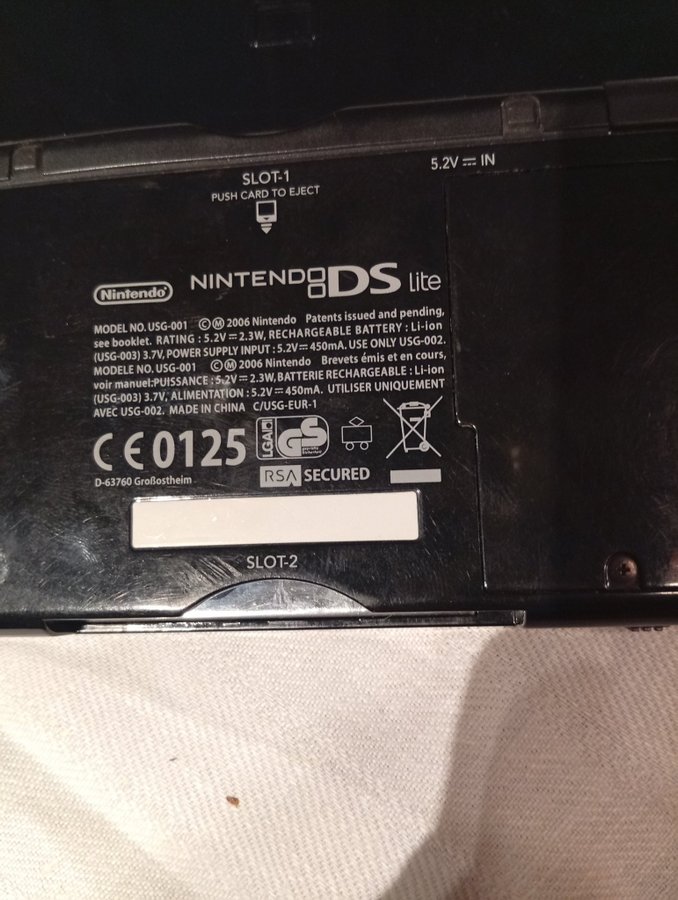 SLOT-1
PUSH CARD TO EJECT
5.2V ⎓ IN
Nintendo®
NINTENDO DS Lite
MODEL NO. USG-001 ©Ⓜ 2006 Nintendo Patents issued and pending,
see booklet. RATING : 5.2V ⎓ 2.3W, RECHARGEABLE BATTERY : Li-ion
(USG-003) 3.7V, POWER SUPPLY INPUT : 5.2V ⎓ 450mA. USE ONLY USG-002.
MODELE NO. USG-001 ©Ⓜ 2006 Nintendo Brevets émis et en cours,
voir manuel:PUISSANCE : 5.2V ⎓ 2.3W, BATTERIE RECHARGEABLE : Li-ion
(USG-003) 3.7V, ALIMENTATION : 5.2V ⎓ 450mA. UTILISER UNIQUEMENT
AVEC USG-002. MADE IN CHINA C/USG-EUR-1
CE0125
LGAI
GS
geprüfte
Sicherheit
D-63760 Großostheim
RSA SECURED
SLOT-2